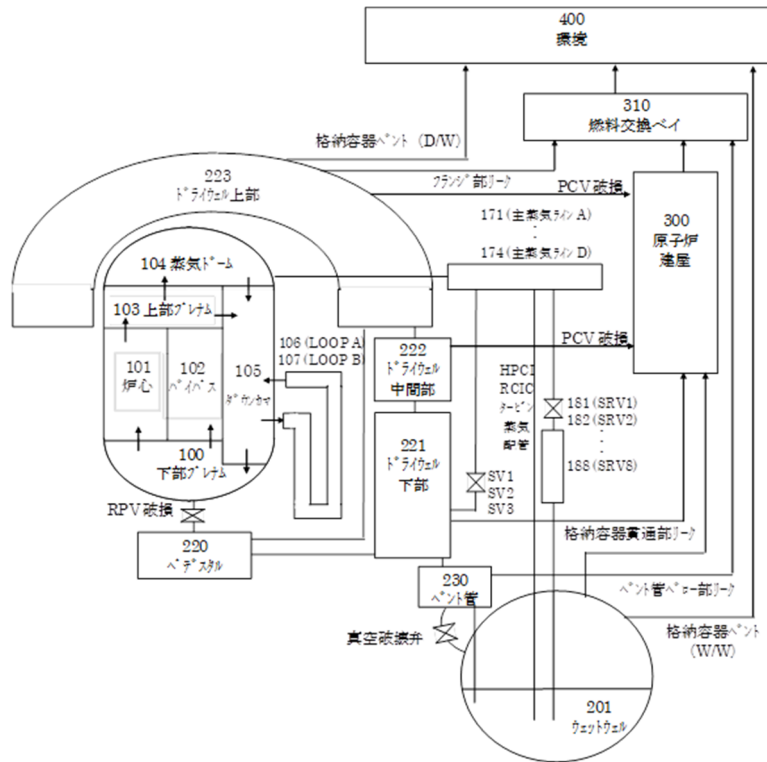 400
環境
310
燃料交換ベイ
格納容器ベント (D/W)
フランジ部リーク
PCV 破損
223
ドライウェル上部
171 (主蒸気ライン A)
:
174 (主蒸気ライン D)
300
原子炉
建屋
104 蒸気ドーム
103 上部プレナム
106 (LOOP A)
107 (LOOP B)
101
炉心
102
バイパス
105
ダウンカマ
222
ドライウェル
中間部
PCV 破損
HPCI
RCIC
タービン
蒸気
配管
181 (SRV1)
182 (SRV2)
:
188 (SRV8)
221
ドライウェル
下部
100
下部プレナム
SV1
SV2
SV3
RPV 破損
格納容器貫通部リーク
220
ペデスタル
230
ベント管
ベント管ベロー部リーク
真空破壊弁
格納容器ベント
(W/W)
201
ウェットウェル